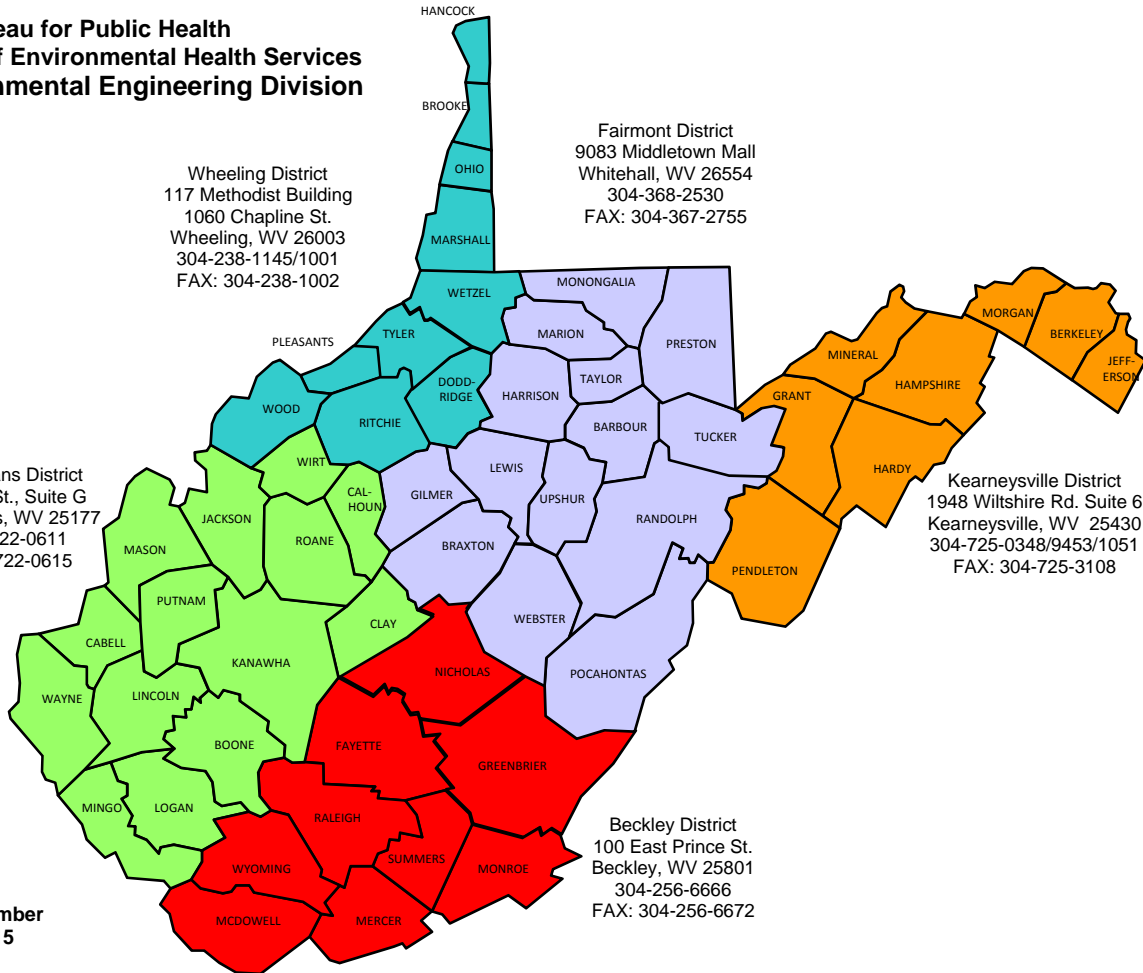 HANCOCK
eau for Public Health
f Environmental Health Services
nmental Engineering Division
BROOKE
OHIO
MARSHALL
WETZEL
TYLER
PLEASANTS
WOOD
RITCHIE
DODD-
RIDGE
Wheeling District
117 Methodist Building
1060 Chapline St.
Wheeling, WV 26003
304-238-1145/1001
FAX: 304-238-1002
Fairmont District
9083 Middletown Mall
Whitehall, WV 26554
304-368-2530
FAX: 304-367-2755
MONONGALIA
MARION
PRESTON
TAYLOR
HARRISON
BARBOUR
TUCKER
LEWIS
GILMER
UPSHUR
RANDOLPH
BRAXTON
WEBSTER
POCAHONTAS
MORGAN
BERKELEY
JEFF-
ERSON
MINERAL
HAMPSHIRE
GRANT
HARDY
PENDLETON
Kearneysville District
1948 Wiltshire Rd. Suite 6
Kearneysville, WV 25430
304-725-0348/9453/1051
FAX: 304-725-3108
ns District
St., Suite G
s, WV 25177
22-0611
722-0615
WIRT
CAL-
HOUN
JACKSON
ROANE
MASON
PUTNAM
CLAY
CABELL
KANAWHA
WAYNE
LINCOLN
BOONE
MINGO
LOGAN
NICHOLAS
FAYETTE
GREENBRIER
RALEIGH
SUMMERS
MONROE
WYOMING
MCDOWELL
MERCER
Beckley District
100 East Prince St.
Beckley, WV 25801
304-256-6666
FAX: 304-256-6672
mber
5